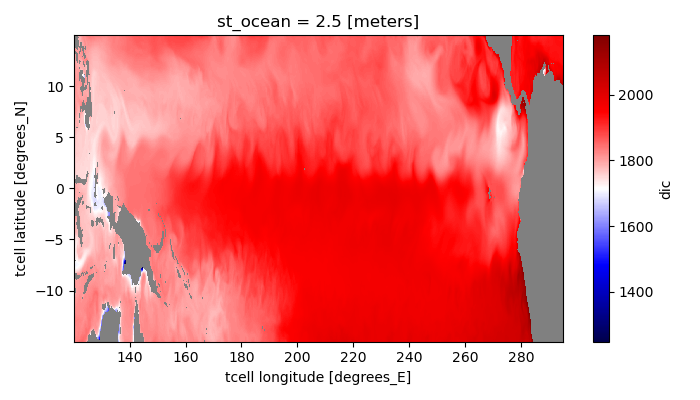 st_ocean = 2.5 [meters]
10
5
0
−5
−10
tcell latitude [degrees_N]
140 160 180 200 220 240 260 280
tcell longitude [degrees_E]
2000
1800
1600
1400
dic